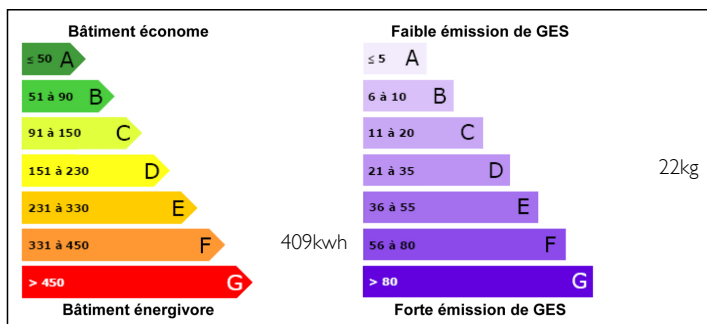 Bâtiment économe
≤ 50 A
51 à 90 B
91 à 150 C
151 à 230 D
231 à 330 E
331 à 450 F
409kwh
> 450 G
Bâtiment énergivore
Faible émission de GES
≤ 5 A
6 à 10 B
11 à 20 C
21 à 35 D
22kg
36 à 55 E
56 à 80 F
> 80 G
Forte émission de GES